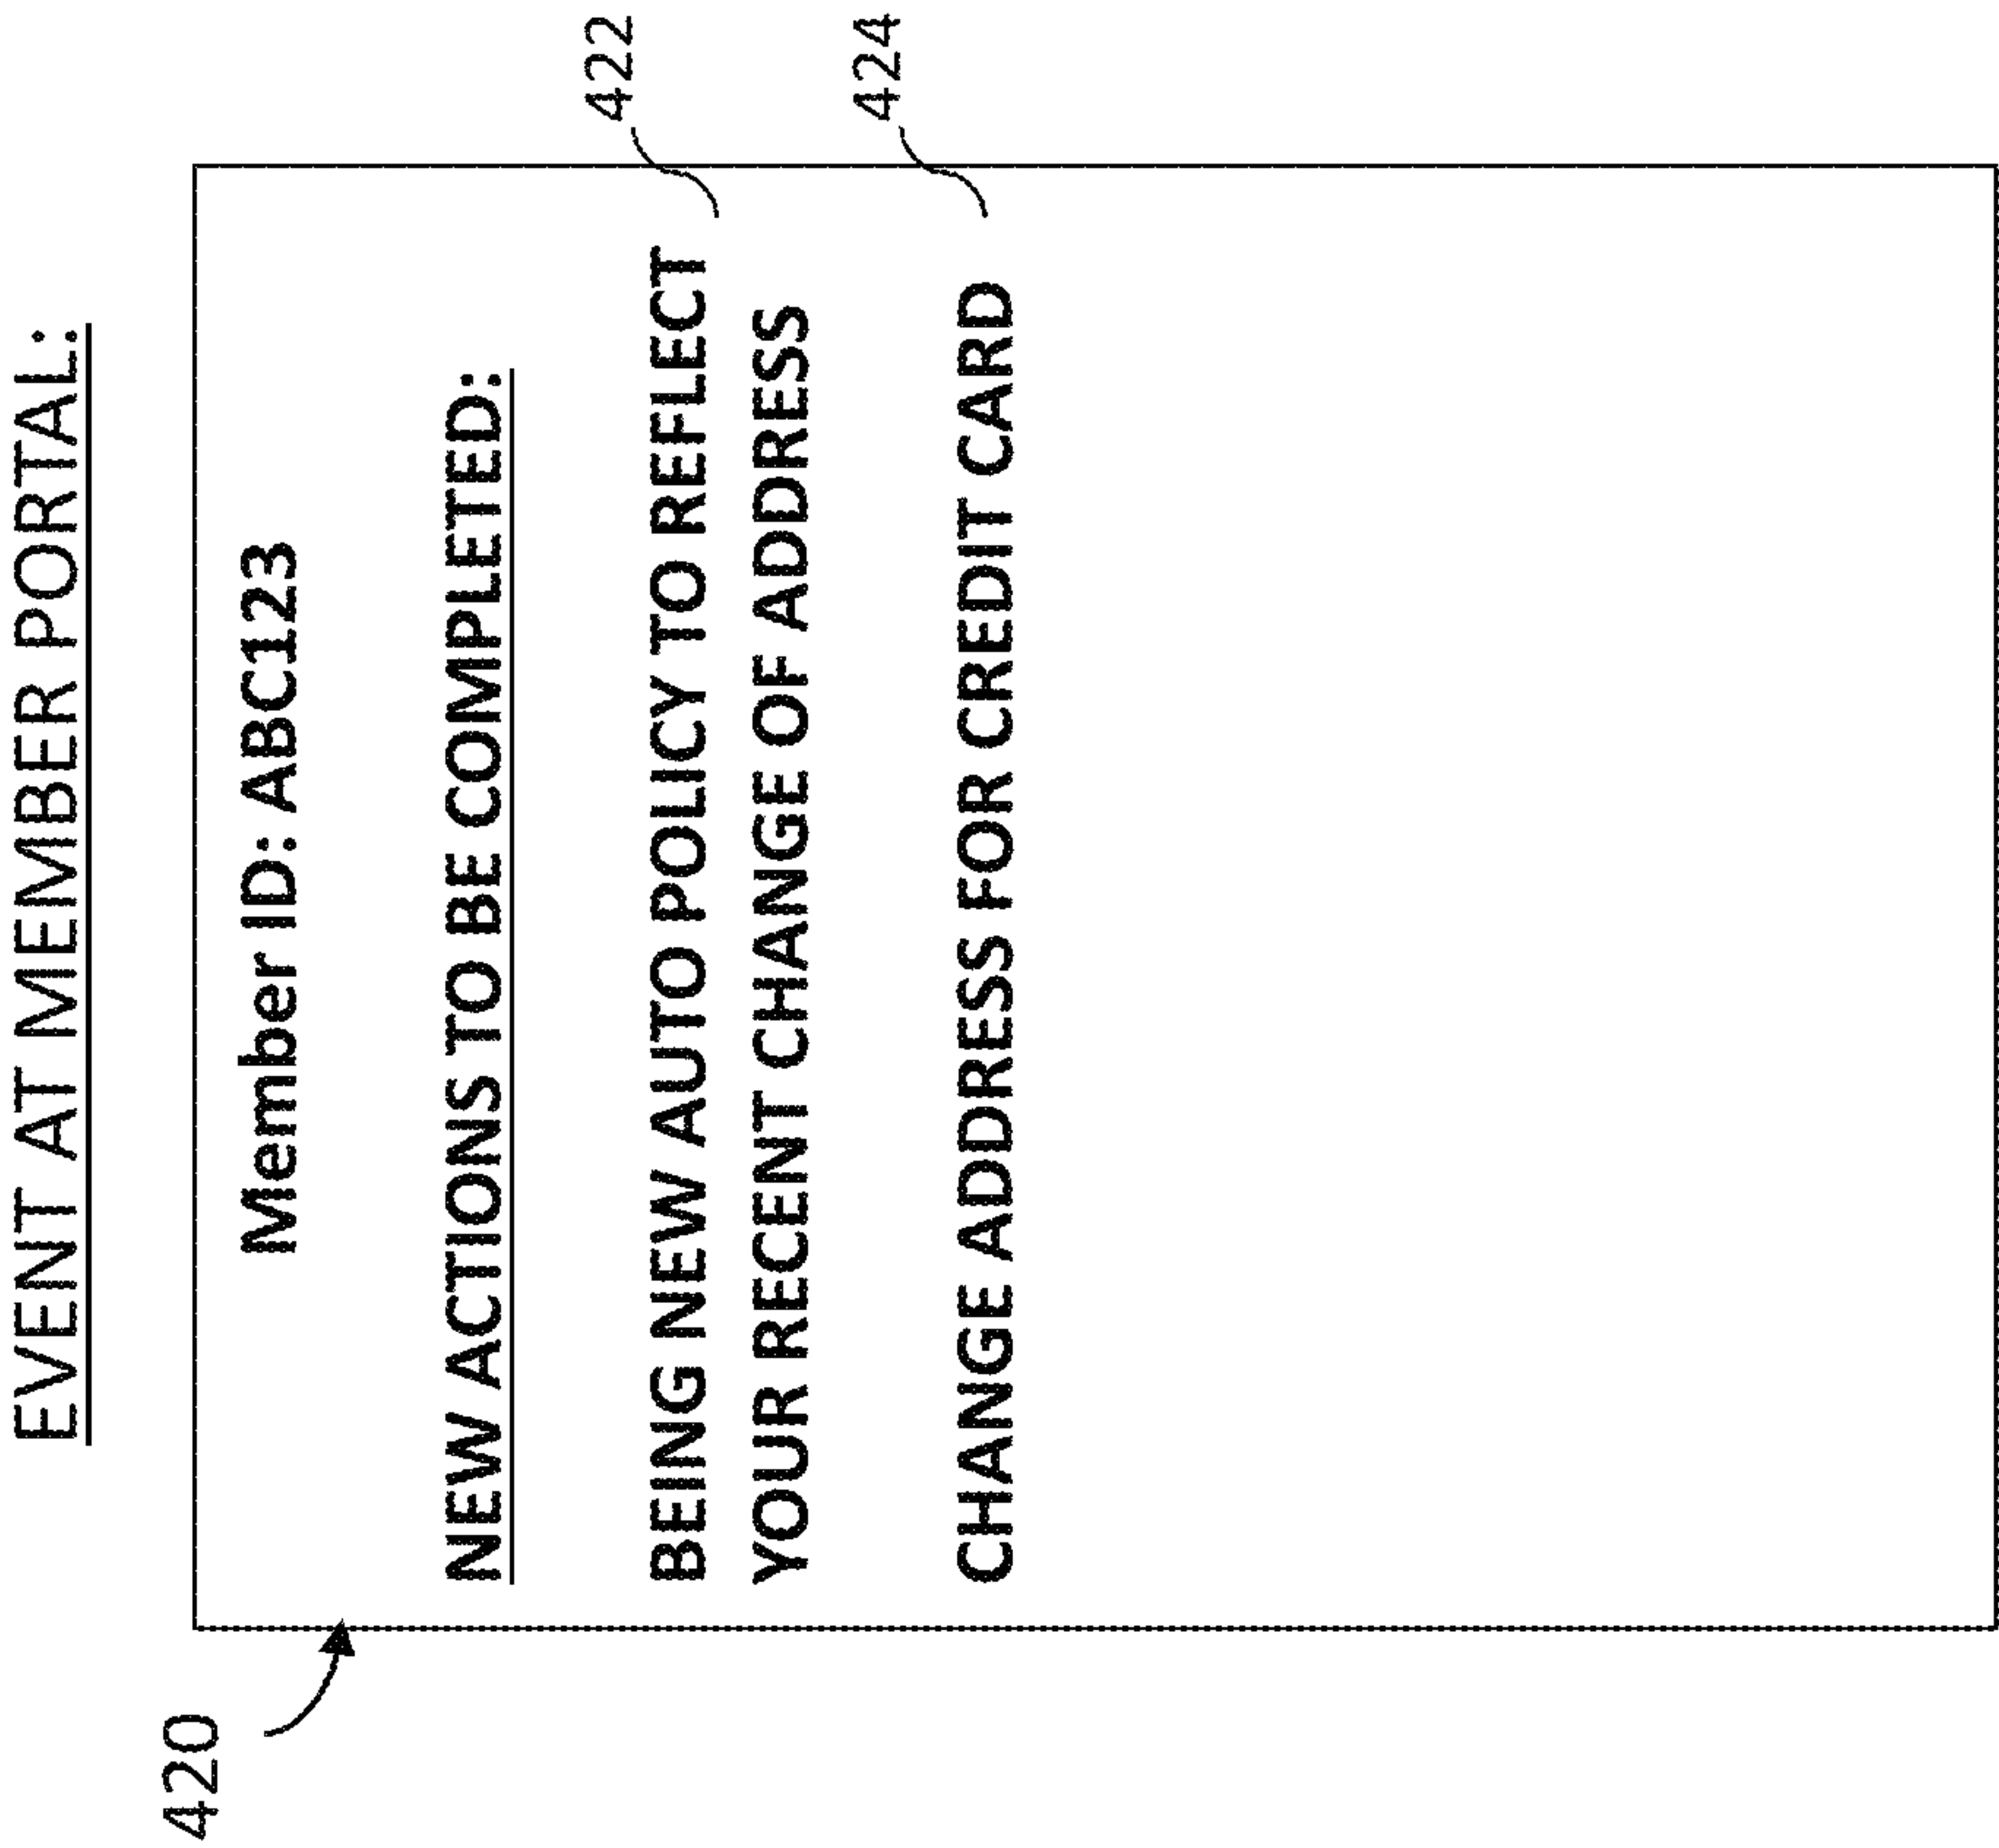 EVENT AT MEMBER PORTAL:
420
Member ID: ABC123
NEW ACTIONS TO BE COMPLETED:
BEING NEW AUTO POLICY TO REFLECT
422
YOUR RECENT CHANGE OF ADDRESS
CHANGE ADDRESS FOR CREDIT CARD
424